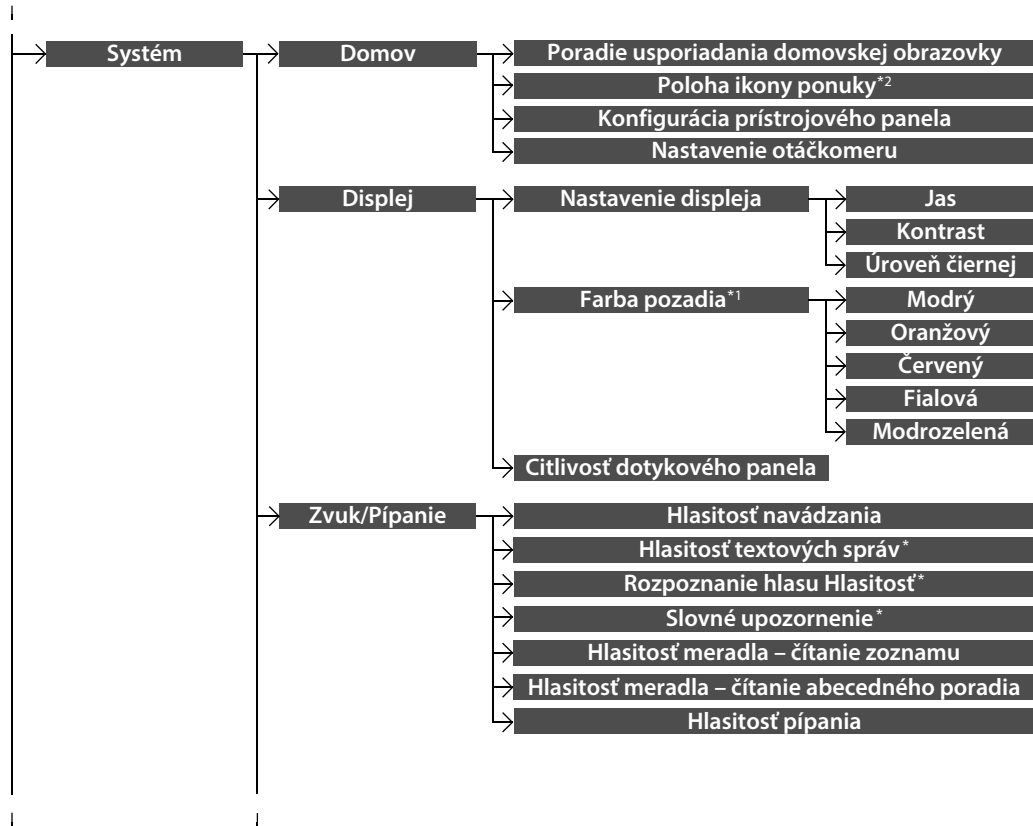 Systém
Domov
Poradie usporiadania domovskej obrazovky
Poloha ikony ponuky*2
Konfigurácia prístrojového panela
Nastavenie otáčkomeru
Displej
Nastavenie displeja
Jas
Kontrast
Úroveň čiernej
Farba pozadia*1
Modrý
Oranžový
Červený
Fialová
Modrozelená
Citlivosť dotykového panela
Zvuk/Pípanie
Hlasitosť navádzania
Hlasitosť textových správ*
Rozpoznanie hlasu Hlasitosť*
Slovné upozornenie*
Hlasitosť meradla – čítanie zoznamu
Hlasitosť meradla – čítanie abecedného poradia
Hlasitosť pípania